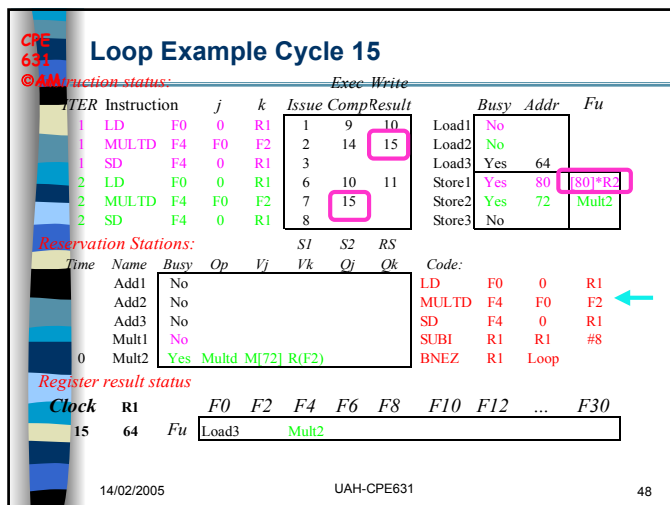 CPE
631
©AM
Loop Example Cycle 15
Instruction status: Exec Write
ITER Instruction j k Issue Comp Result Busy Addr Fu
1 LD F0 0 R1 1 9 10 Load1 No
1 MULTD F4 F0 F2 2 14 15 Load2 No
1 SD F4 0 R1 3 Load3 Yes 64
2 LD F0 0 R1 6 10 11 Store1 Yes 80 [80]*R2
2 MULTD F4 F0 F2 7 15 Store2 Yes 72 Mult2
2 SD F4 0 R1 8 Store3 No
Reservation Stations: S1 S2 RS
Time Name Busy Op Vj Vk Qj Qk Code:
Add1 No LD F0 0 R1
Add2 No MULTD F4 F0 F2
Add3 No SD F4 0 R1
Mult1 No SUBI R1 R1 #8
0 Mult2 Yes Multd M[72] R(F2) BNEZ R1 Loop
Register result status
Clock R1 F0 F2 F4 F6 F8 F10 F12 ... F30
15 64 Fu Load3 Mult2
14/02/2005 UAH-CPE631 48